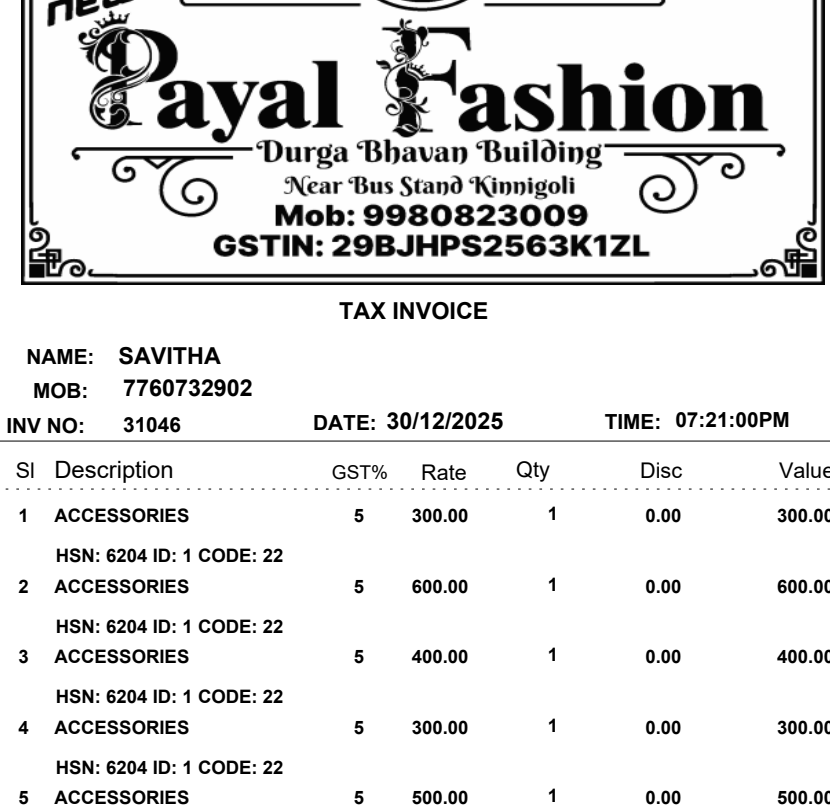 new
Payal Fashion
Durga Bhavan Building
Near Bus Stand Kinnigoli
Mob: 9980823009
GSTIN: 29BJHPS2563K1ZL
TAX INVOICE
NAME: SAVITHA
MOB: 7760732902
INV NO: 31046 DATE: 30/12/2025 TIME: 07:21:00PM
Sl Description GST% Rate Qty Disc Value
1 ACCESSORIES 5 300.00 1 0.00 300.00
HSN: 6204 ID: 1 CODE: 22
2 ACCESSORIES 5 600.00 1 0.00 600.00
HSN: 6204 ID: 1 CODE: 22
3 ACCESSORIES 5 400.00 1 0.00 400.00
HSN: 6204 ID: 1 CODE: 22
4 ACCESSORIES 5 300.00 1 0.00 300.00
HSN: 6204 ID: 1 CODE: 22
5 ACCESSORIES 5 500.00 1 0.00 500.00